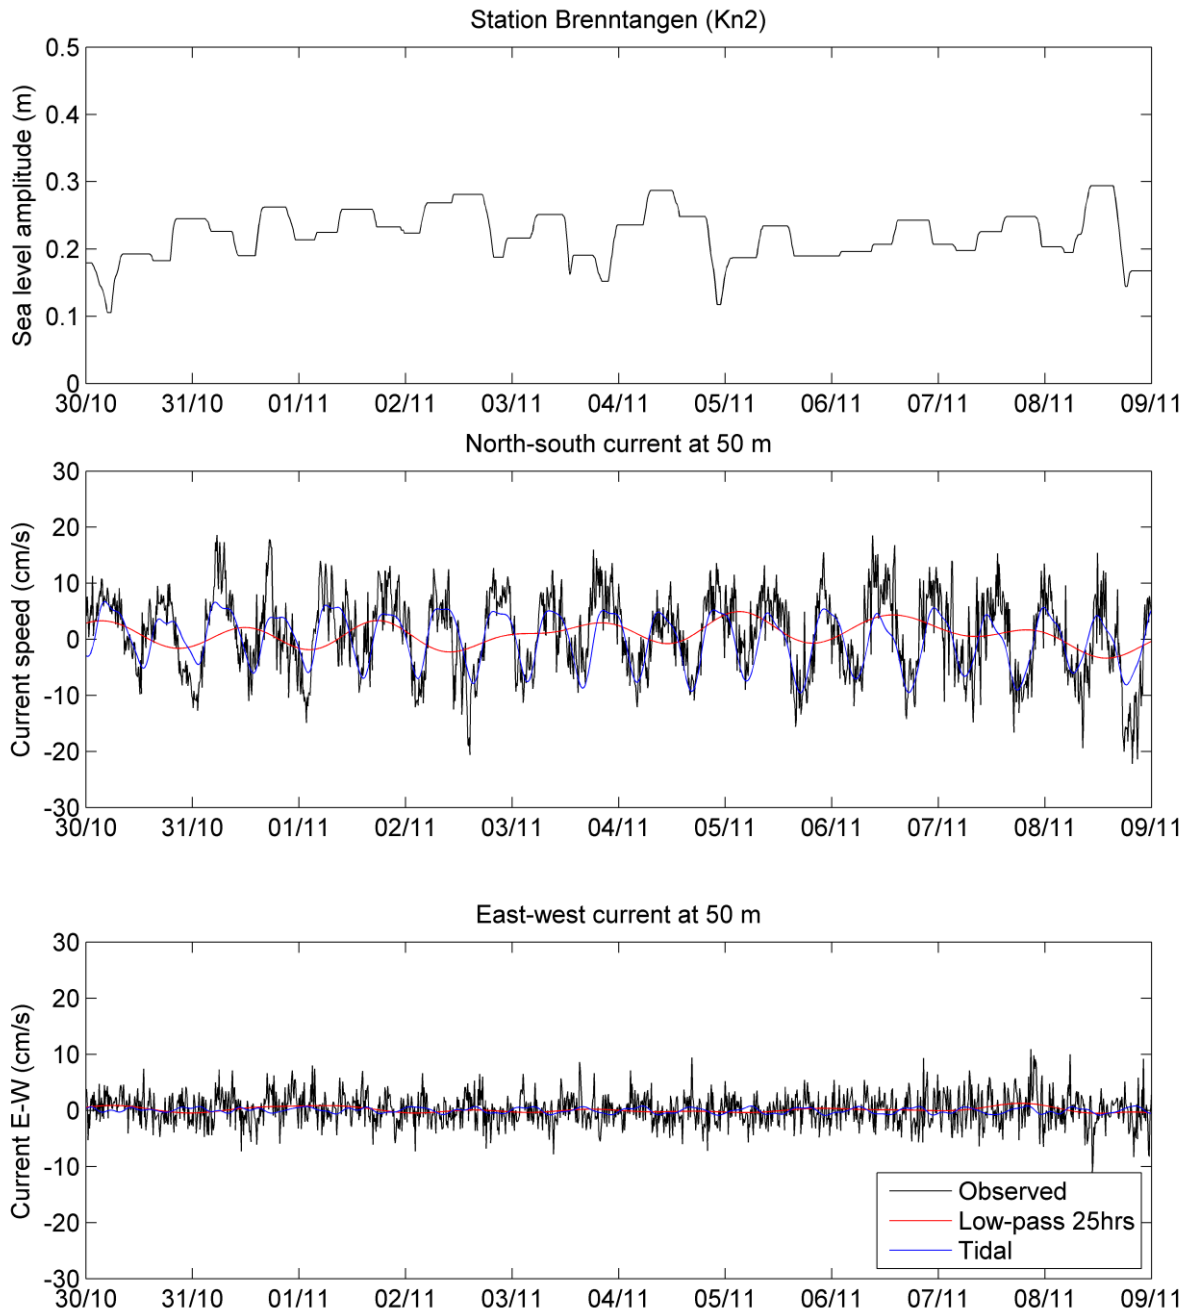 Station Brenntangen (Kn2)
Sea level amplitude (m)
0.5
0.4
0.3
0.2
0.1
0
30/10 31/10 01/11 02/11 03/11 04/11 05/11 06/11 07/11 08/11 09/11
North-south current at 50 m
Current speed (cm/s)
30
20
10
0
-10
-20
-30
30/10 31/10 01/11 02/11 03/11 04/11 05/11 06/11 07/11 08/11 09/11
East-west current at 50 m
Current E-W (cm/s)
30
20
10
0
-10
-20
-30
Observed
Low-pass 25hrs
Tidal
30/10 31/10 01/11 02/11 03/11 04/11 05/11 06/11 07/11 08/11 09/11